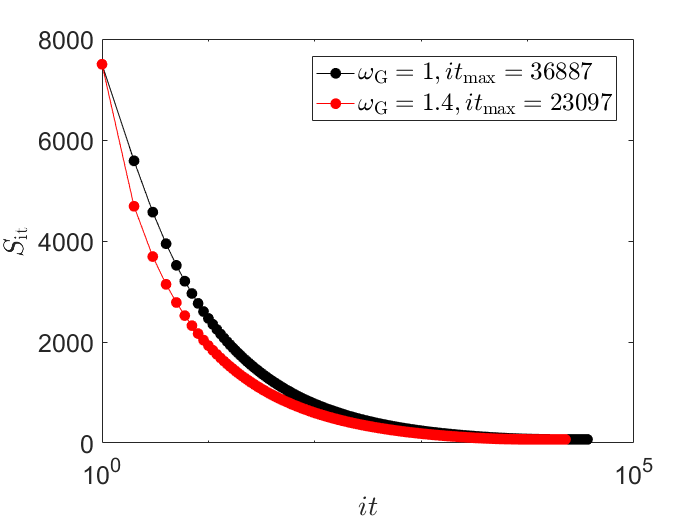 8000
6000
4000
2000
0
S_it
ω_G = 1, it_max = 36887
ω_G = 1.4, it_max = 23097
10^0
10^5
it